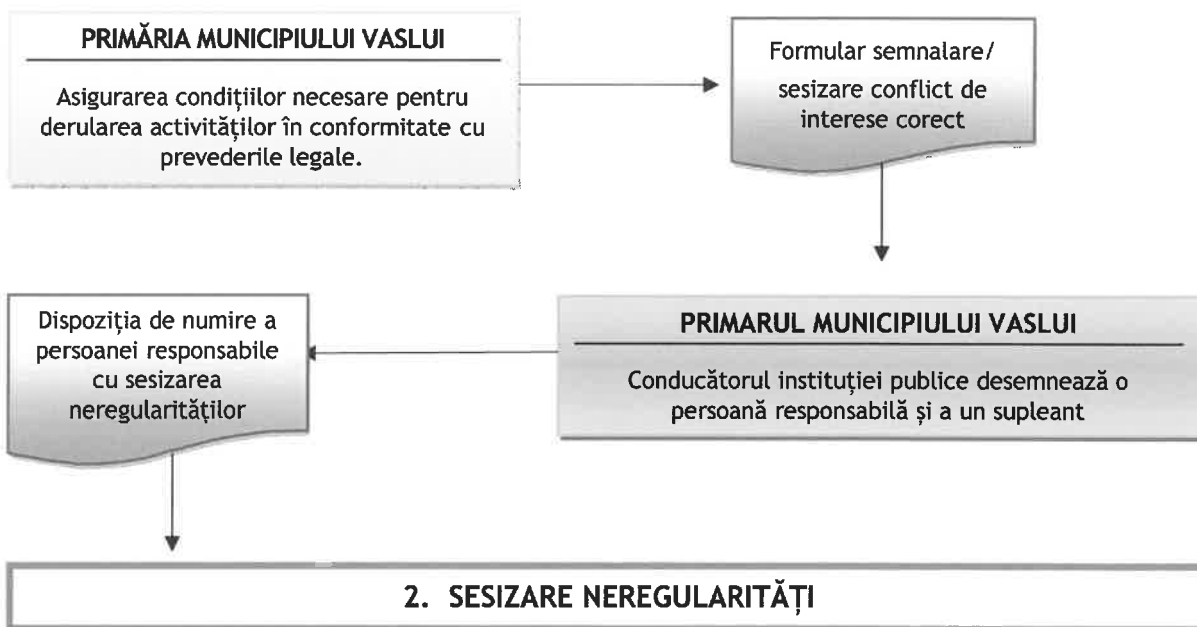 PRIMĂRIA MUNICIPIULUI VASLUI
Asigurarea condițiilor necesare pentru
derularea activităților în conformitate cu
prevederile legale.
Formular semnalare/
sesizare conflict de
interese corect
PRIMARUL MUNICIPIULUI VASLUI
Conducătorul instituției publice desemnează o
persoană responsabilă și a un supleant
Dispoziția de numire a
persoanei responsabile
cu sesizarea
neregularităților
2. SESIZARE NEREGULARITĂȚI